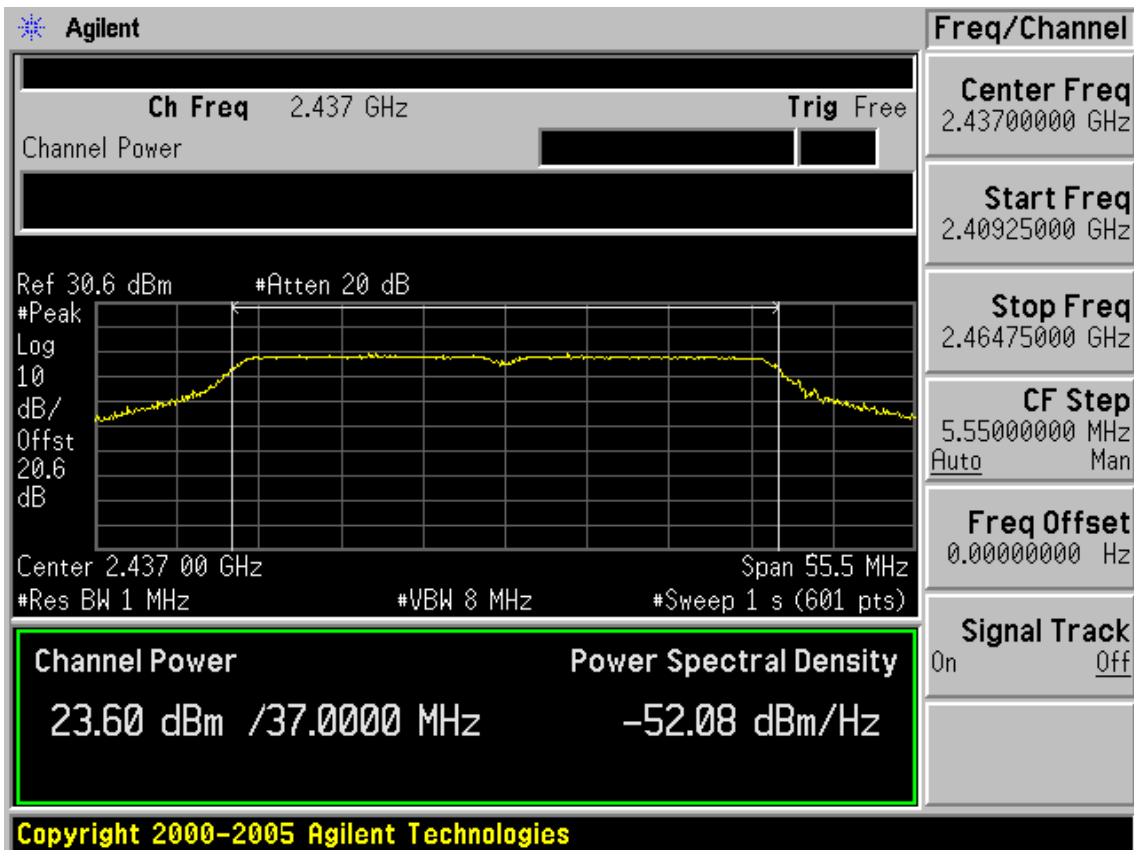 Agilent
Freq/Channel
Ch Freq 2.437 GHz Trig Free
Channel Power
Center Freq
2.43700000 GHz
Start Freq
2.40925000 GHz
Stop Freq
2.46475000 GHz
CF Step
5.55000000 MHz
Auto Man
Freq Offset
0.00000000 Hz
Signal Track
On Off
Ref 30.6 dBm #Atten 20 dB
#Peak
Log
10
dB/
Offst
20.6
dB
Center 2.437 00 GHz Span 55.5 MHz
#Res BW 1 MHz #VBW 8 MHz #Sweep 1 s (601 pts)
Channel Power Power Spectral Density
23.60 dBm /37.0000 MHz -52.08 dBm/Hz
Copyright 2000-2005 Agilent Technologies